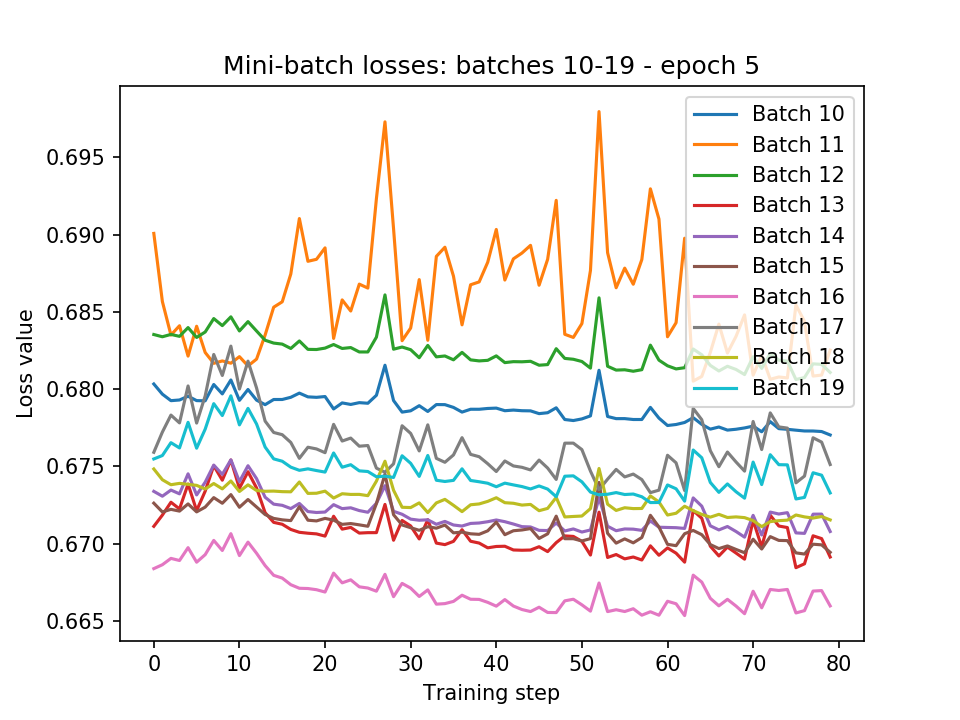 Mini-batch losses: batches 10-19 - epoch 5
Loss value
0.695
0.690
0.685
0.680
0.675
0.670
0.665
Batch 10
Batch 11
Batch 12
Batch 13
Batch 14
Batch 15
Batch 16
Batch 17
Batch 18
Batch 19
0 10 20 30 40 50 60 70 80
Training step